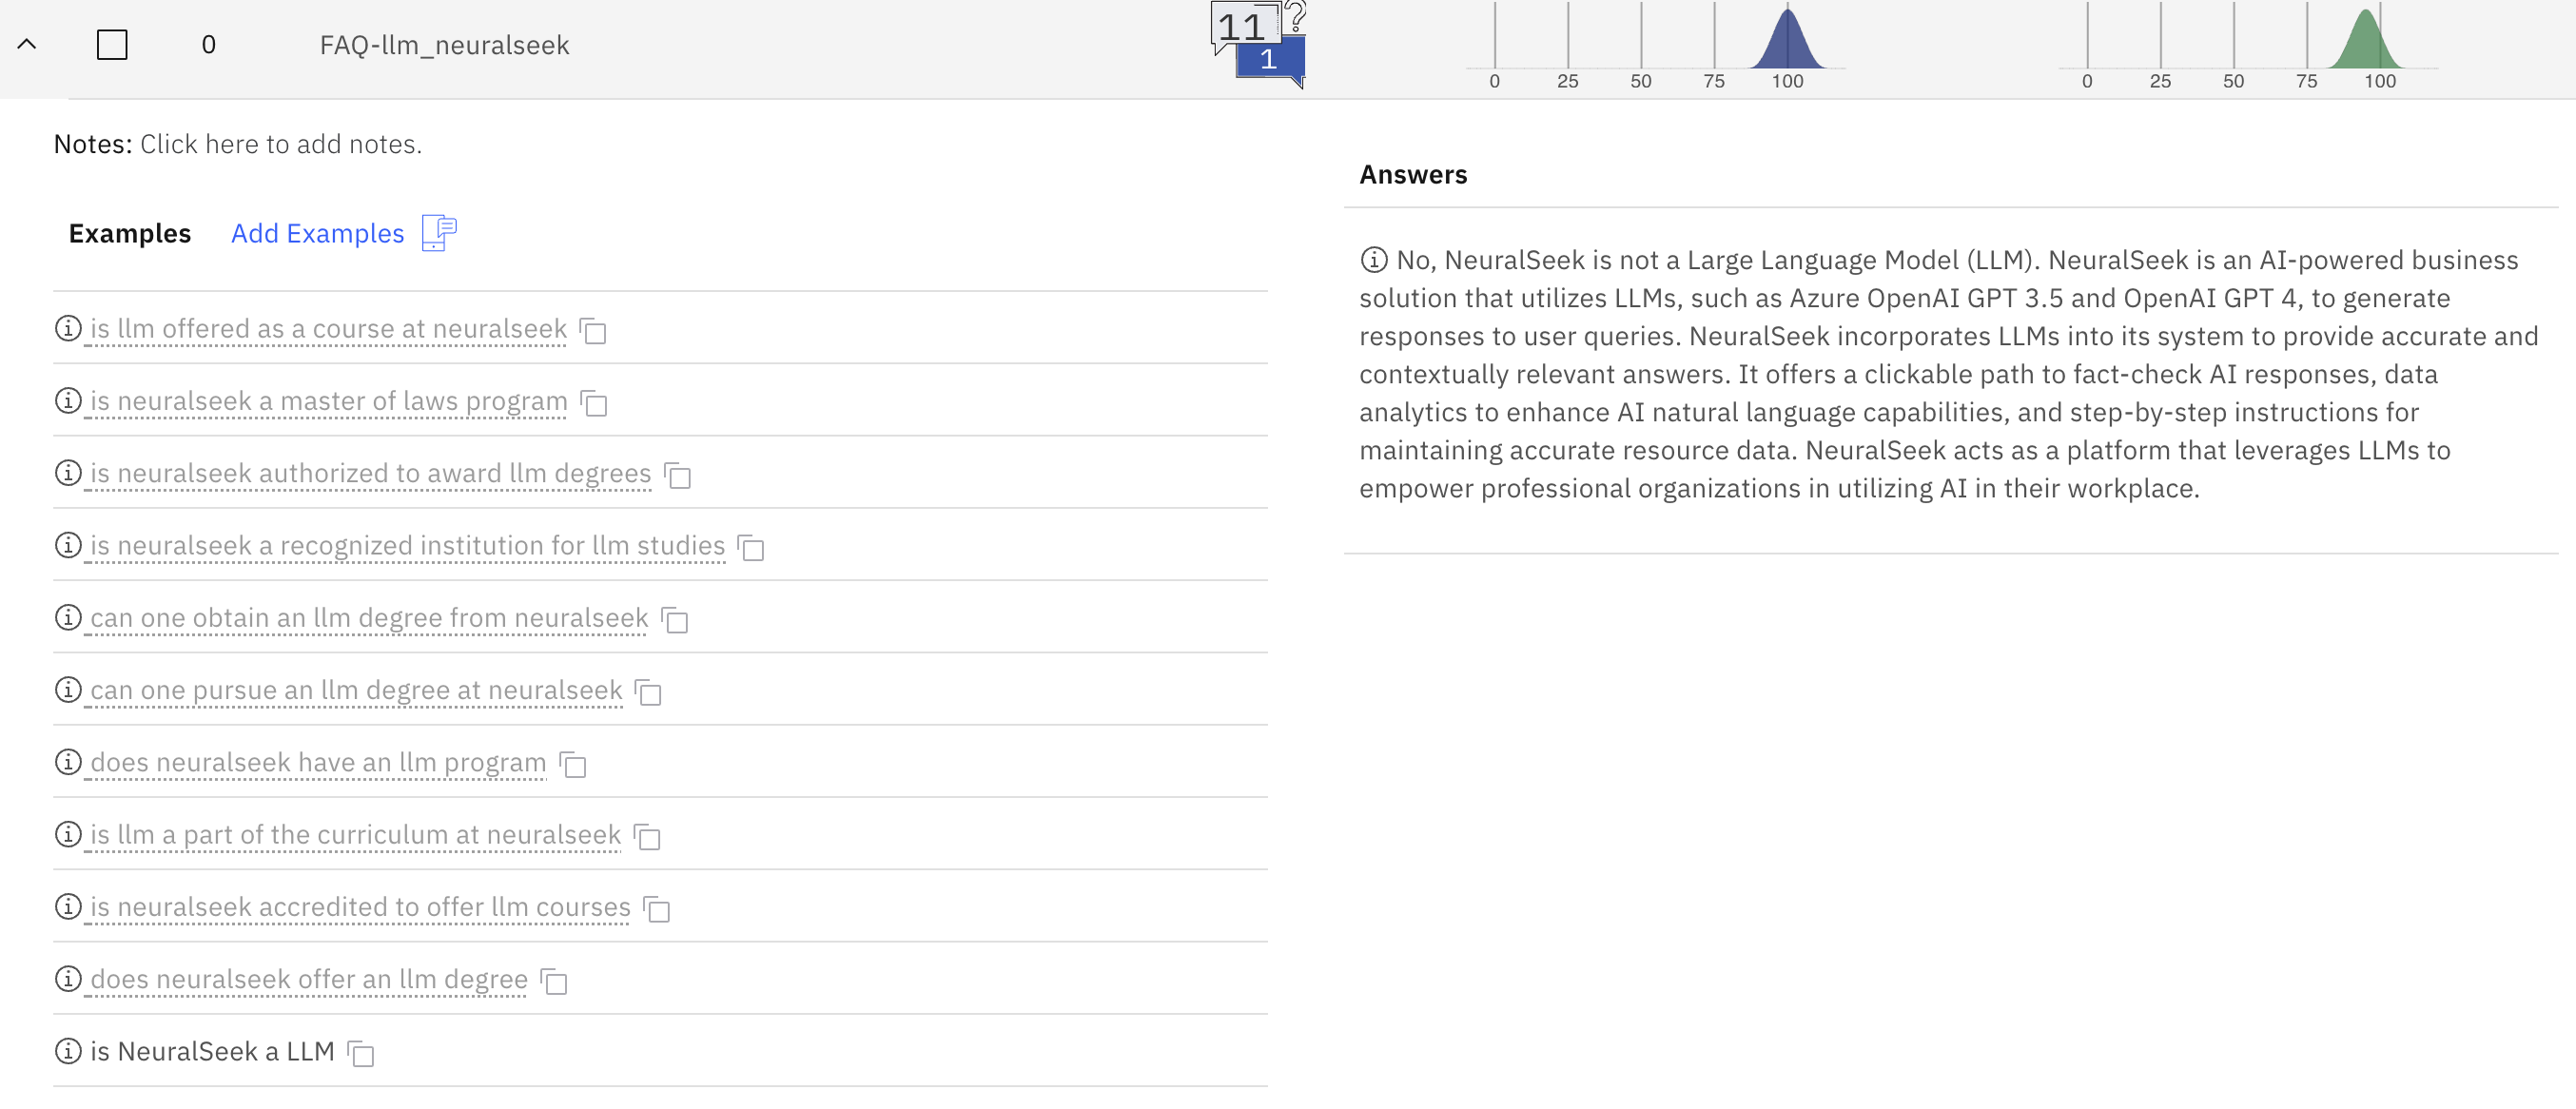 0 FAQ-llm_neuralseek 11 ? 1
0 25 50 75 100
0 25 50 75 100
Notes: Click here to add notes.
Examples Add Examples
is llm offered as a course at neuralseek
is neuralseek a master of laws program
is neuralseek authorized to award llm degrees
is neuralseek a recognized institution for llm studies
can one obtain an llm degree from neuralseek
can one pursue an llm degree at neuralseek
does neuralseek have an llm program
is llm a part of the curriculum at neuralseek
is neuralseek accredited to offer llm courses
does neuralseek offer an llm degree
is NeuralSeek a LLM
Answers
No, NeuralSeek is not a Large Language Model (LLM). NeuralSeek is an AI-powered business
solution that utilizes LLMs, such as Azure OpenAI GPT 3.5 and OpenAI GPT 4, to generate
responses to user queries. NeuralSeek incorporates LLMs into its system to provide accurate and
contextually relevant answers. It offers a clickable path to fact-check AI responses, data
analytics to enhance AI natural language capabilities, and step-by-step instructions for
maintaining accurate resource data. NeuralSeek acts as a platform that leverages LLMs to
empower professional organizations in utilizing AI in their workplace.